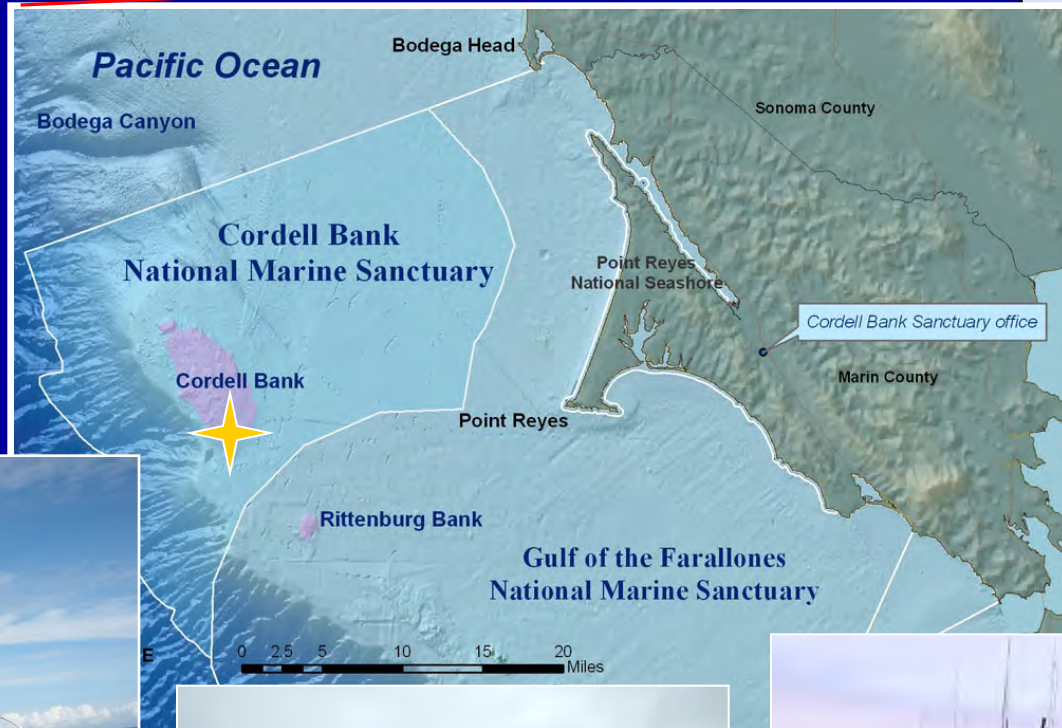 Bodega Head
Pacific Ocean
Sonoma County
Bodega Canyon
Cordell Bank
National Marine Sanctuary
Point Reyes
National Seashore
Cordell Bank Sanctuary office
Cordell Bank
Marin County
Point Reyes
Rittenburg Bank
Gulf of the Farallones
National Marine Sanctuary
E
0 2.5 5 10 15 20
Miles